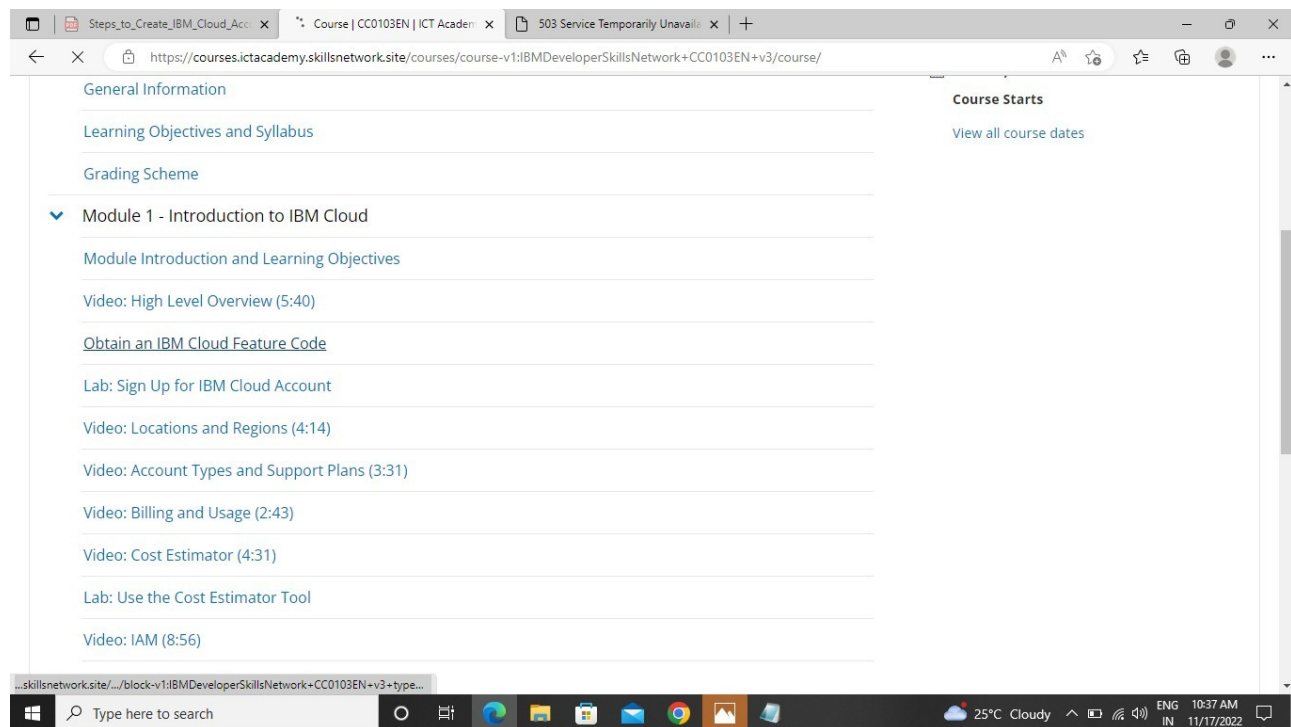 Steps_to_Create_IBM_Cloud_Acc
Course | CC0103EN | ICT Academ
503 Service Temporarily Unavaila
https://courses.ictacademy.skillsnetwork.site/courses/course-v1:IBMDeveloperSkillsNetwork+CC0103EN+v3/course/
General Information
Course Starts
Learning Objectives and Syllabus
View all course dates
Grading Scheme
Module 1 - Introduction to IBM Cloud
Module Introduction and Learning Objectives
Video: High Level Overview (5:40)
Obtain an IBM Cloud Feature Code
Lab: Sign Up for IBM Cloud Account
Video: Locations and Regions (4:14)
Video: Account Types and Support Plans (3:31)
Video: Billing and Usage (2:43)
Video: Cost Estimator (4:31)
Lab: Use the Cost Estimator Tool
Video: IAM (8:56)
...skillsnetwork.site/.../block-v1:IBMDeveloperSkillsNetwork+CC0103EN+v3+type...
Type here to search
25°C Cloudy
ENG
IN
10:37 AM
11/17/2022